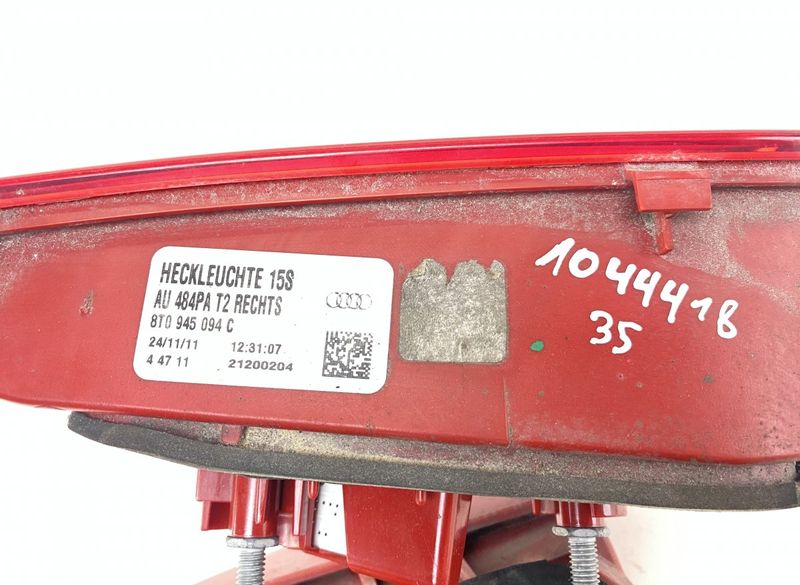 HECKLEUCHTE 15S
AU 484PA T2 RECHTS
8T0 945 094 C
24/11/11 12:31:07
4 47 11 21200204
1044418
35